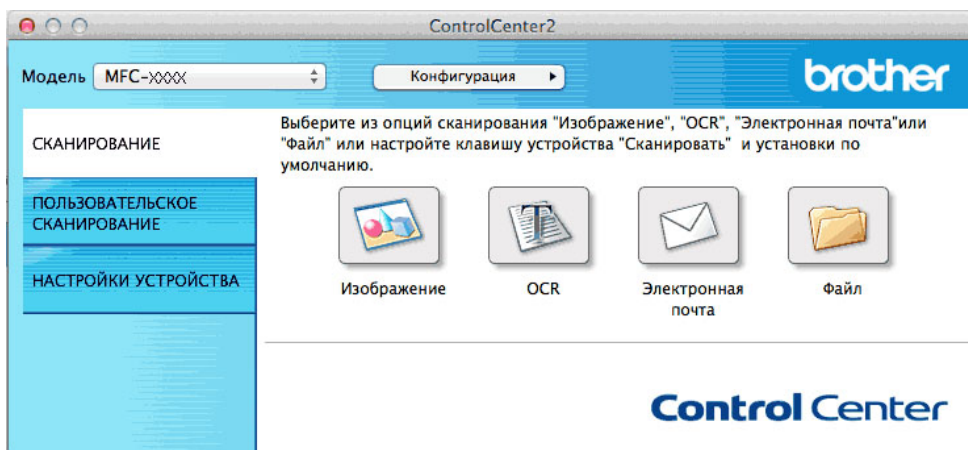 ControlCenter2
Модель MFC-XXXX Конфигурация
brother
СКАНИРОВАНИЕ
ПОЛЬЗОВАТЕЛЬСКОЕ
СКАНИРОВАНИЕ
НАСТРОЙКИ УСТРОЙСТВА
Выберите из опций сканирования "Изображение", "OCR", "Электронная почта"или
"Файл" или настройте клавишу устройства "Сканировать" и установки по
умолчанию.
Изображение
OCR
Электронная
почта
Файл
Control Center